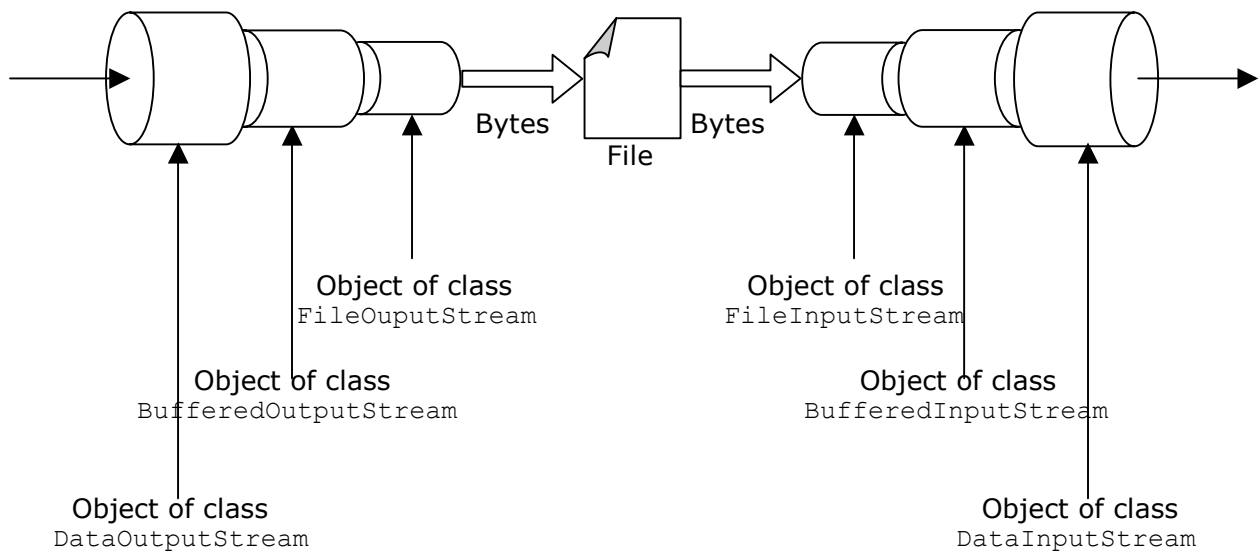 Bytes
Bytes
File
Object of class
FileOuputStream
Object of class
FileInputStream
Object of class
BufferedOutputStream
Object of class
BufferedInputStream
Object of class
DataOutputStream
Object of class
DataInputStream